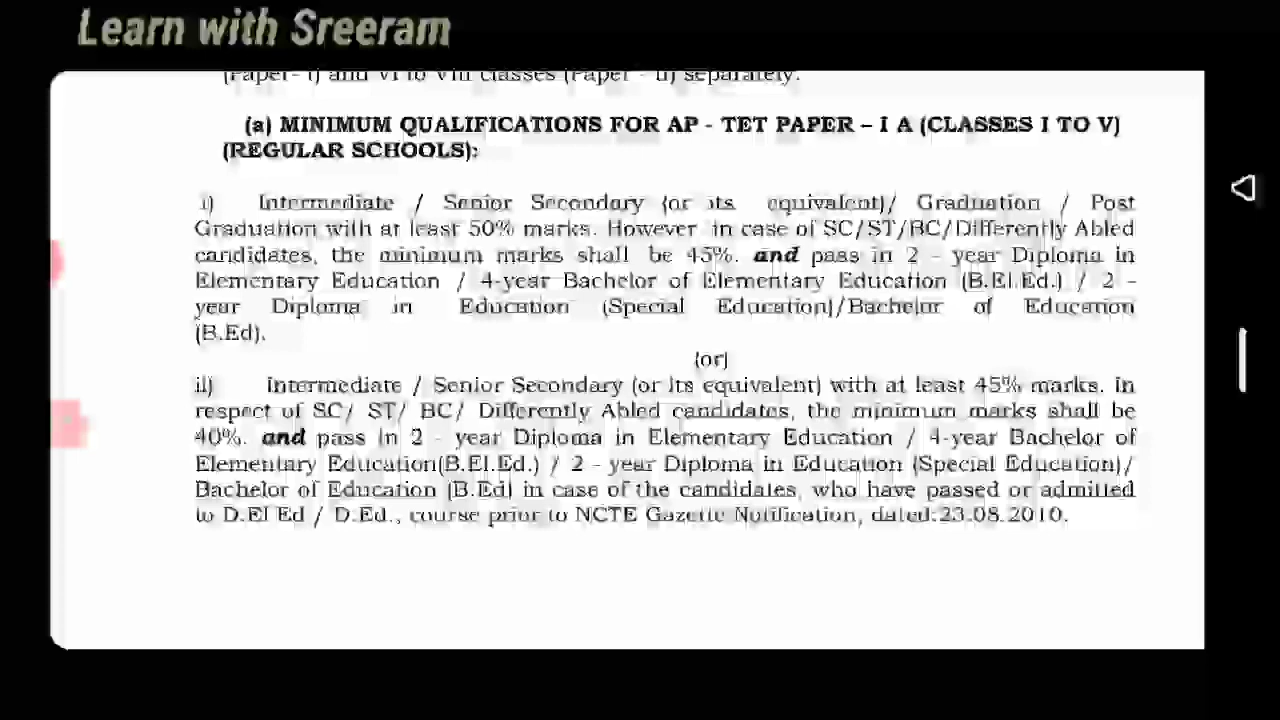 Learn with Sreeram
(Paper- I) and VI to VIII classes (Paper - II) separately.
(a) MINIMUM QUALIFICATIONS FOR AP - TET PAPER – I A (CLASSES I TO V)
(REGULAR SCHOOLS):
i) Intermediate / Senior Secondary (or its equivalent)/ Graduation / Post
Graduation with at least 50% marks. However in case of SC/ST/BC/Differently Abled
candidates, the minimum marks shall be 45%. and pass in 2 - year Diploma in
Elementary Education / 4-year Bachelor of Elementary Education (B.El.Ed.) / 2 -
year Diploma in Education (Special Education)/Bachelor of Education
(B.Ed).
(or)
ii) Intermediate / Senior Secondary (or its equivalent) with at least 45% marks. In
respect of SC/ ST/ BC/ Differently Abled candidates, the minimum marks shall be
40%. and pass in 2 - year Diploma in Elementary Education / 4-year Bachelor of
Elementary Education(B.El.Ed.) / 2 - year Diploma in Education (Special Education)/
Bachelor of Education (B.Ed) in case of the candidates, who have passed or admitted
to D.El Ed / D.Ed., course prior to NCTE Gazette Notification, dated:23.08.2010.